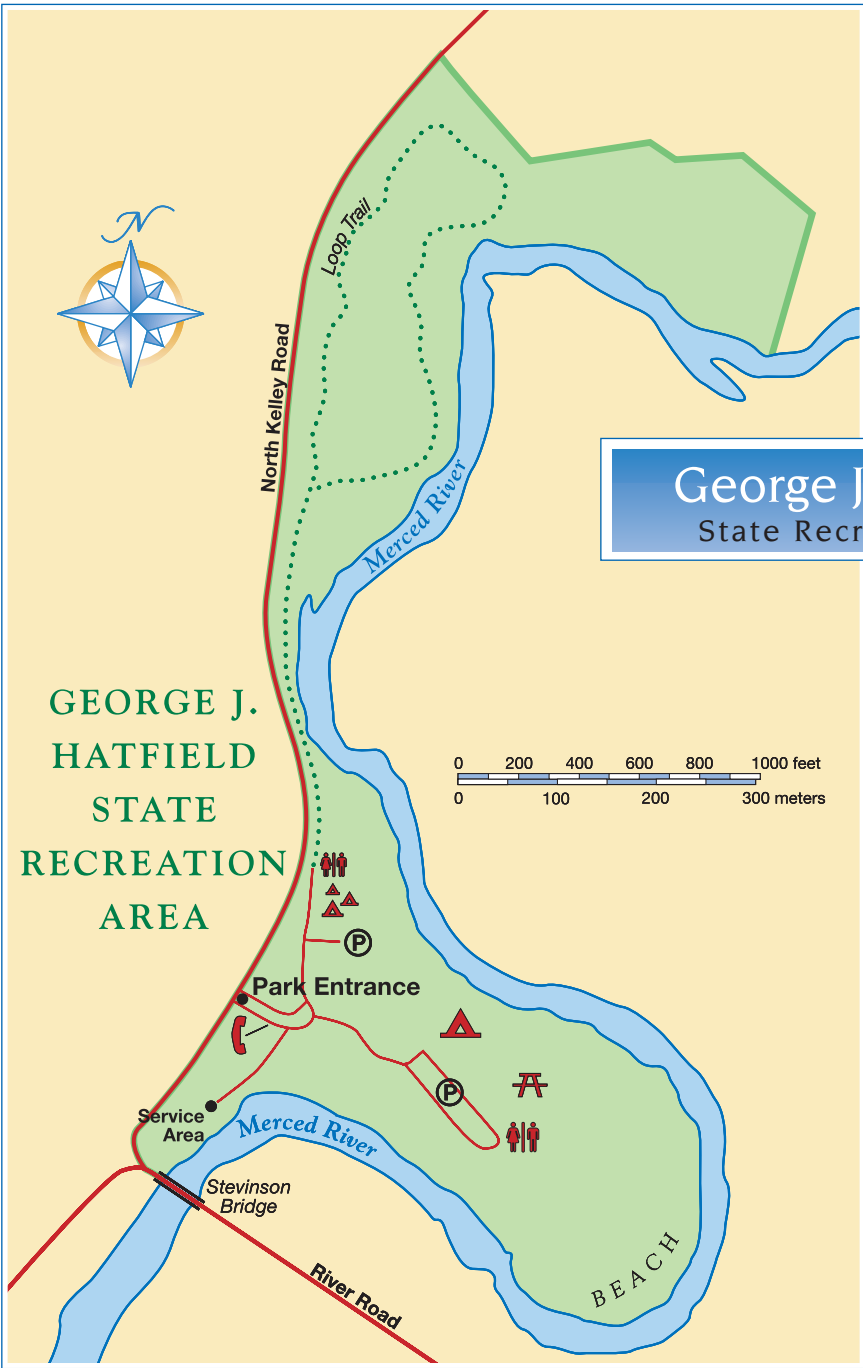 N
Loop Trail
North Kelley Road
George J
State Recr
Merced River
GEORGE J.
HATFIELD
STATE
RECREATION
AREA
0 200 400 600 800 1000 feet
0 100 200 300 meters
P
Park Entrance
P
Service
Area
Merced River
Stevinson
Bridge
BEACH
River Road